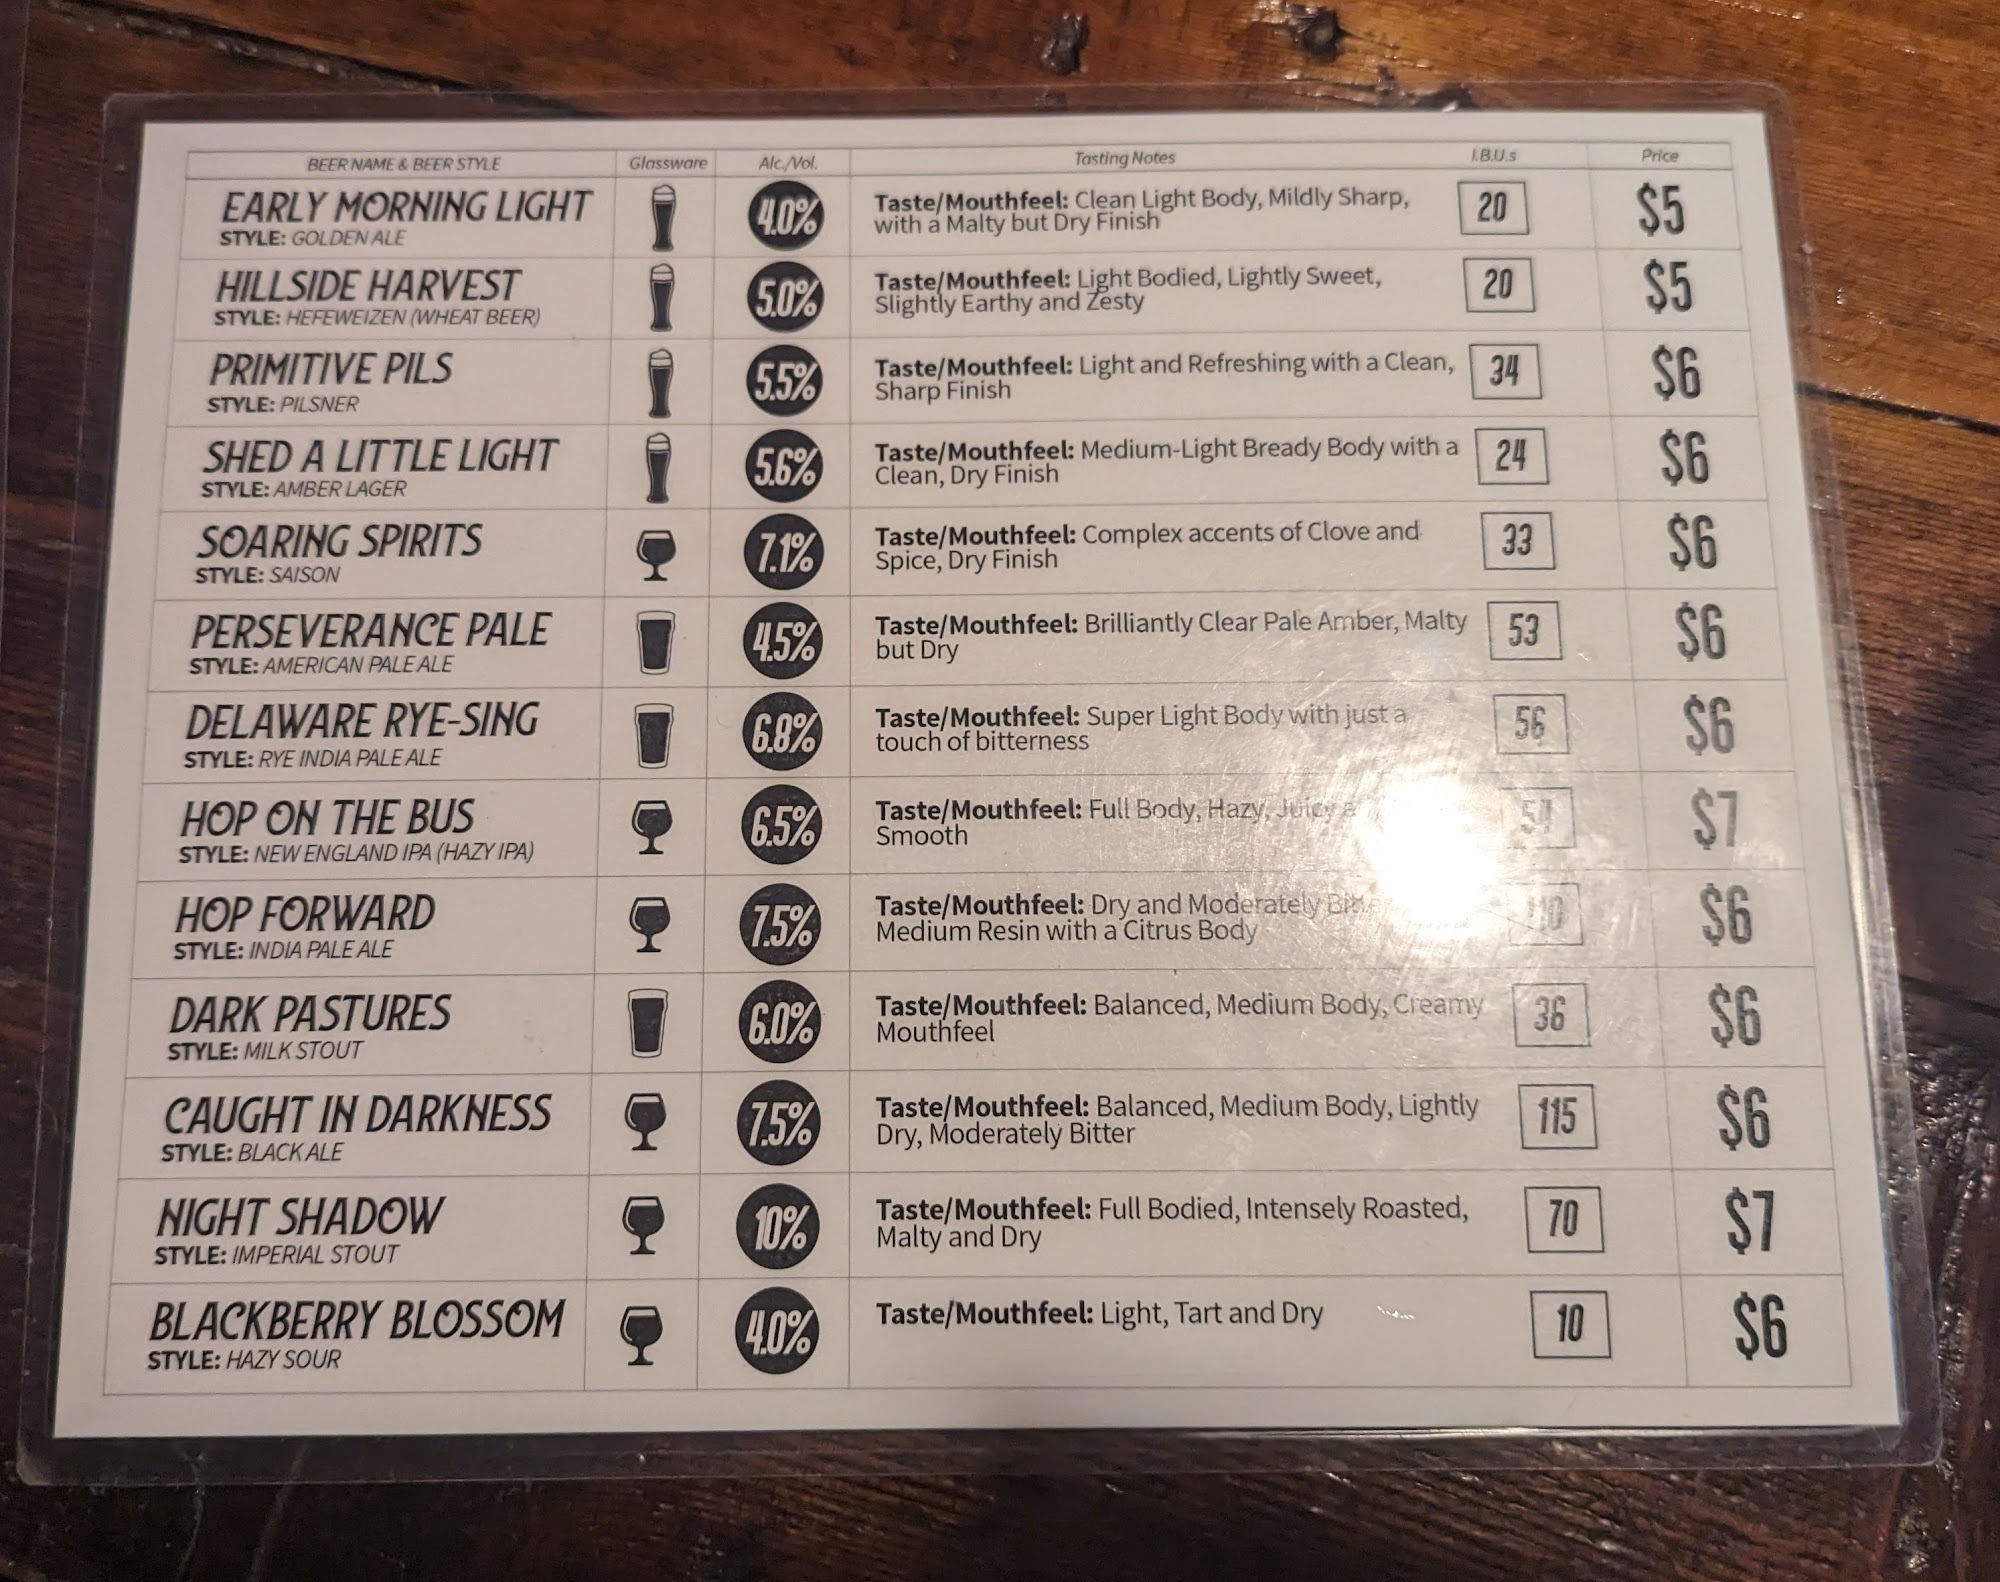 BEER NAME & BEER STYLE Glassware Alc./Vol. Tasting Notes I.B.U.s Price
EARLY MORNING LIGHT
STYLE: GOLDEN ALE
4.0%
Taste/Mouthfeel: Clean Light Body, Mildly Sharp,
with a Malty but Dry Finish
20
$5
HILLSIDE HARVEST
STYLE: HEFEWEIZEN (WHEAT BEER)
5.0%
Taste/Mouthfeel: Light Bodied, Lightly Sweet,
Slightly Earthy and Zesty
20
$5
PRIMITIVE PILS
STYLE: PILSNER
5.5%
Taste/Mouthfeel: Light and Refreshing with a Clean,
Sharp Finish
34
$6
SHED A LITTLE LIGHT
STYLE: AMBER LAGER
5.6%
Taste/Mouthfeel: Medium-Light Bready Body with a
Clean, Dry Finish
24
$6
SOARING SPIRITS
STYLE: SAISON
7.1%
Taste/Mouthfeel: Complex accents of Clove and
Spice, Dry Finish
33
$6
PERSEVERANCE PALE
STYLE: AMERICAN PALE ALE
4.5%
Taste/Mouthfeel: Brilliantly Clear Pale Amber, Malty
but Dry
53
$6
DELAWARE RYE-SING
STYLE: RYE INDIA PALE ALE
6.8%
Taste/Mouthfeel: Super Light Body with just a
touch of bitterness
56
$6
HOP ON THE BUS
STYLE: NEW ENGLAND IPA (HAZY IPA)
6.5%
Taste/Mouthfeel: Full Body, Hazy, Juicy
Smooth
$7
HOP FORWARD
STYLE: INDIA PALE ALE
7.5%
Taste/Mouthfeel: Dry and Moderately
Medium Resin with a Citrus Body
$6
DARK PASTURES
STYLE: MILK STOUT
6.0%
Taste/Mouthfeel: Balanced, Medium Body, Creamy
Mouthfeel
36
$6
CAUGHT IN DARKNESS
STYLE: BLACK ALE
7.5%
Taste/Mouthfeel: Balanced, Medium Body, Lightly
Dry, Moderately Bitter
115
$6
NIGHT SHADOW
STYLE: IMPERIAL STOUT
10%
Taste/Mouthfeel: Full Bodied, Intensely Roasted,
Malty and Dry
70
$7
BLACKBERRY BLOSSOM
STYLE: HAZY SOUR
4.0%
Taste/Mouthfeel: Light, Tart and Dry
10
$6